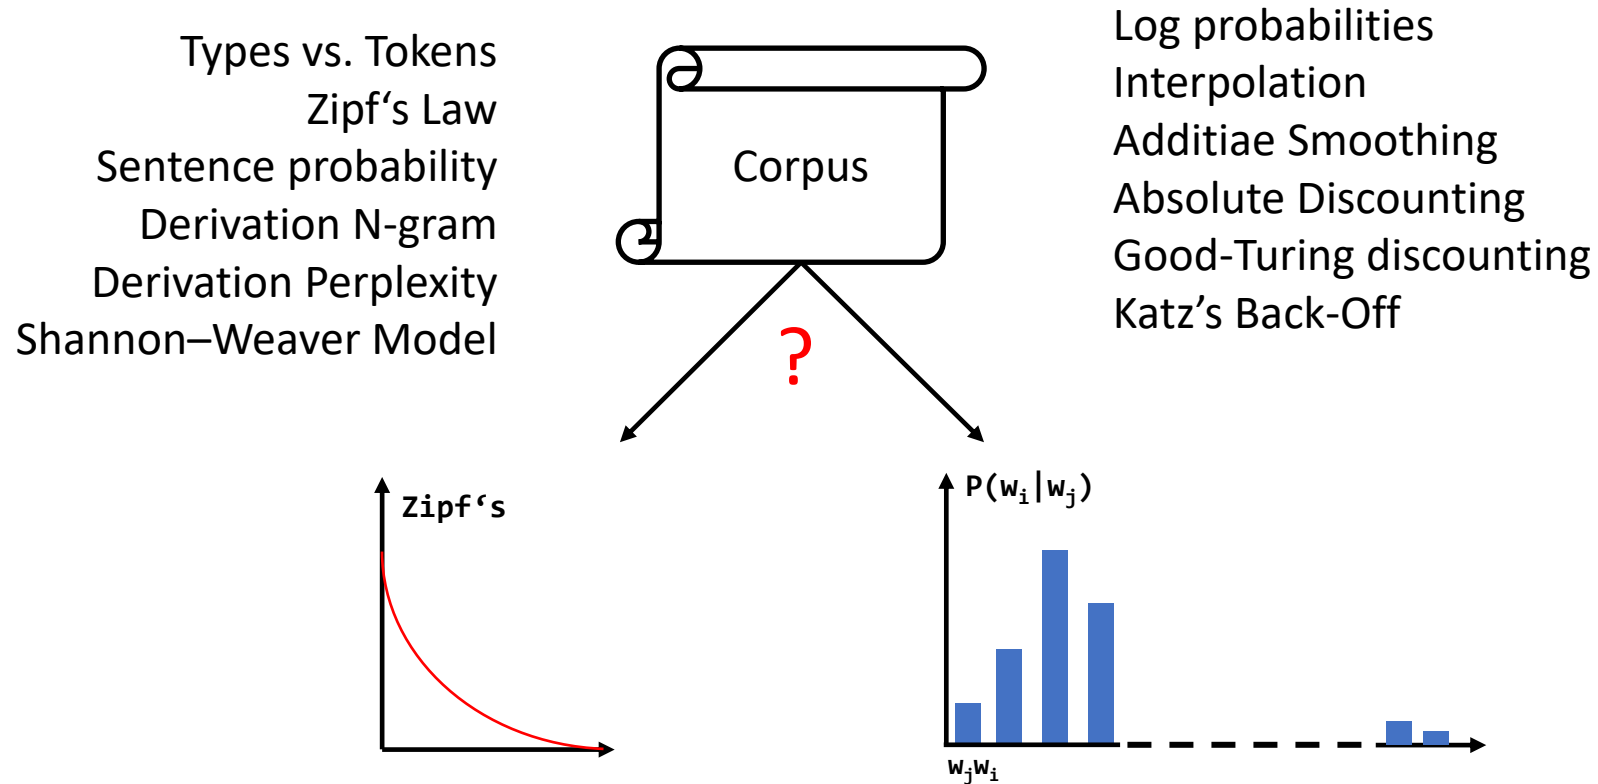 Types vs. Tokens
Zipf‘s Law
Sentence probability
Derivation N-gram
Derivation Perplexity
Shannon–Weaver Model
Corpus
?
Log probabilities
Interpolation
Additiae Smoothing
Absolute Discounting
Good-Turing discounting
Katz’s Back-Off
Zipf‘s
P(wᵢ|wⱼ)
wⱼwᵢ